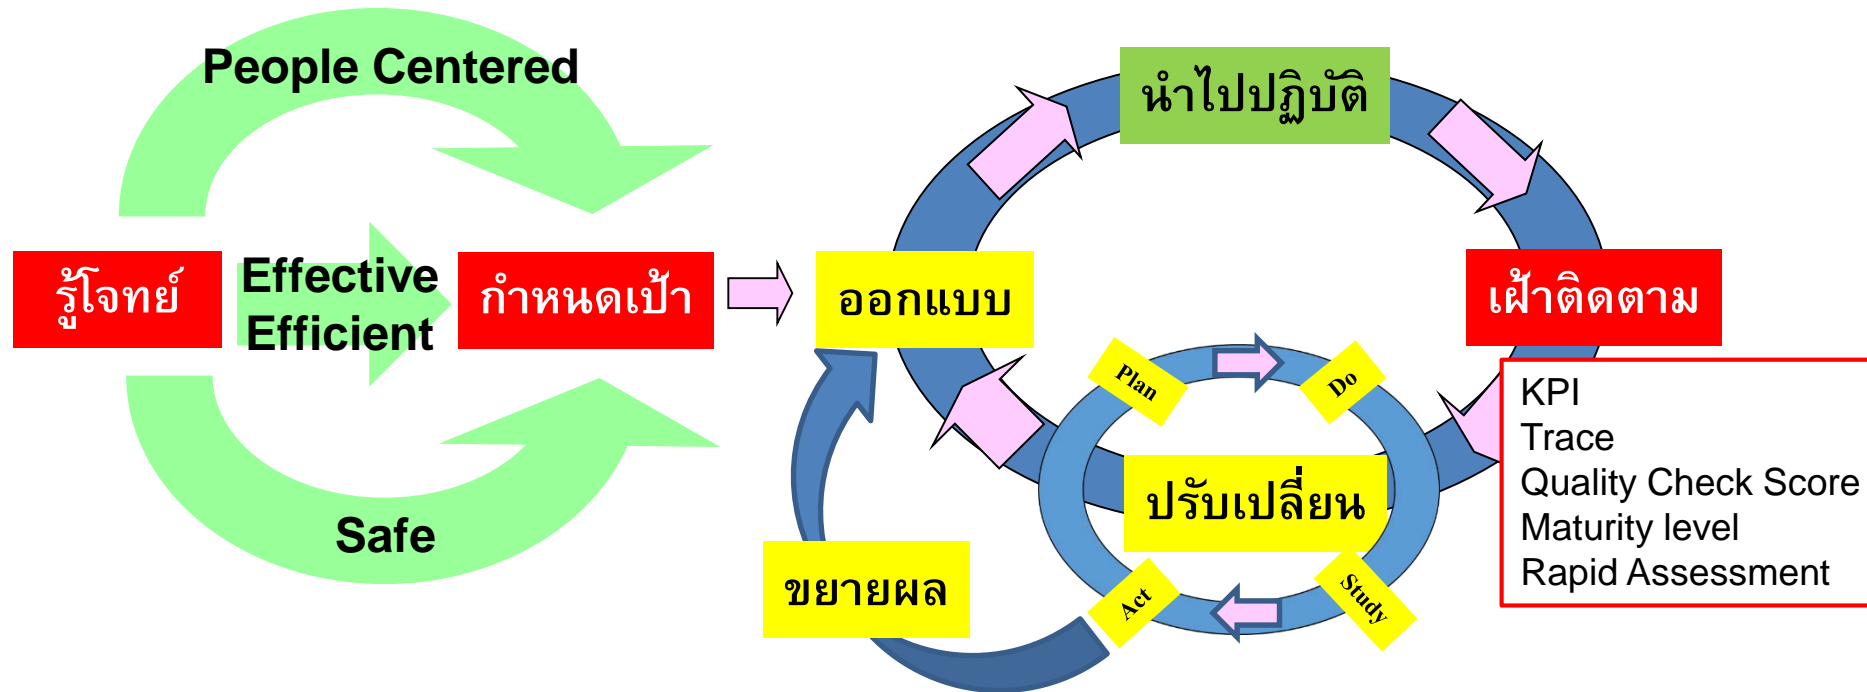 People Centered
รู้โจทย์
Effective
Efficient
กำหนดเป้า
Safe
ออกแบบ
นำไปปฏิบัติ
เฝ้าติดตาม
KPI
Trace
Quality Check Score
Maturity level
Rapid Assessment
ปรับเปลี่ยน
Plan
Do
Study
Act
ขยายผล